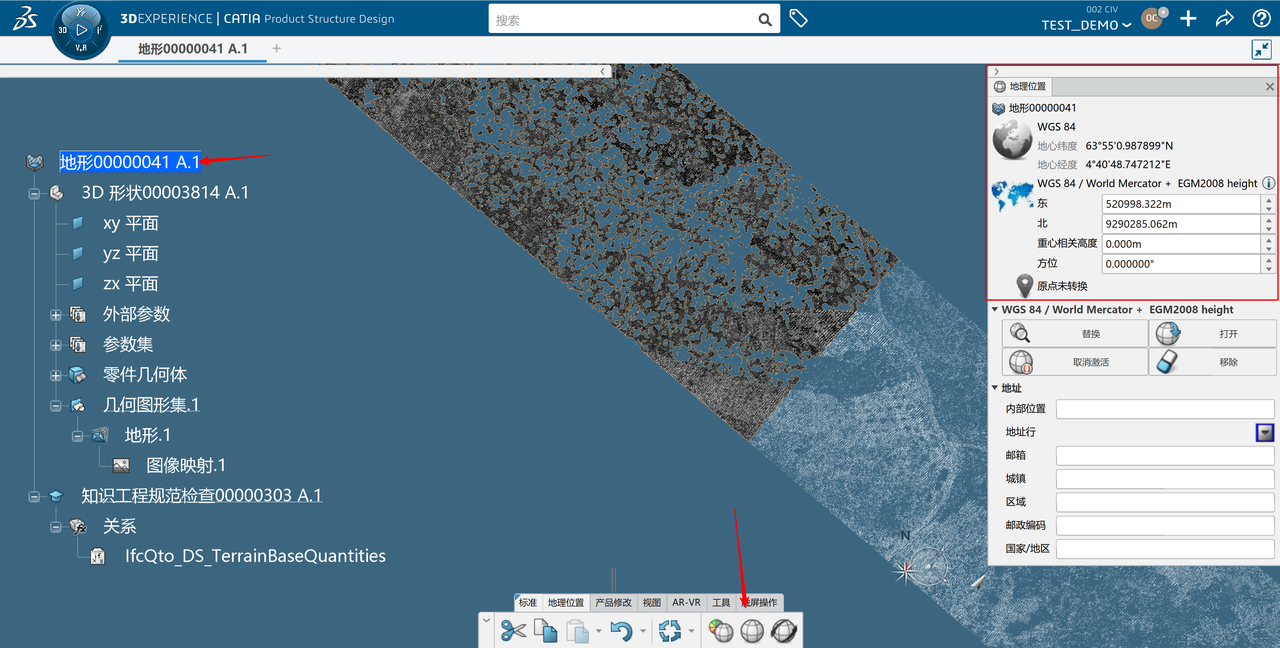 3DEXPERIENCE | CATIA Product Structure Design
搜索
002 CIV
TEST_DEMO
OC
3D
V.R
地形00000041 A.1
地理位置
地形00000041
WGS 84
地心纬度 63°55'0.987899"N
地心经度 4°40'48.747212"E
WGS 84 / World Mercator + EGM2008 height
东 520998.322m
北 9290285.062m
重心相关高度 0.000m
方位 0.000000°
原点未转换
WGS 84 / World Mercator + EGM2008 height
替换 打开
取消激活 移除
地址
内部位置
地址行
邮箱
城镇
区域
邮政编码
国家/地区
地形00000041 A.1
3D 形状00003814 A.1
xy 平面
yz 平面
zx 平面
外部参数
参数集
零件几何体
几何图形集.1
地形.1
图像映射.1
知识工程规范检查00000303 A.1
关系
IfcQto_DS_TerrainBaseQuantities
N
标准 地理位置 产品修改 视图 AR-VR 工具 屏操作